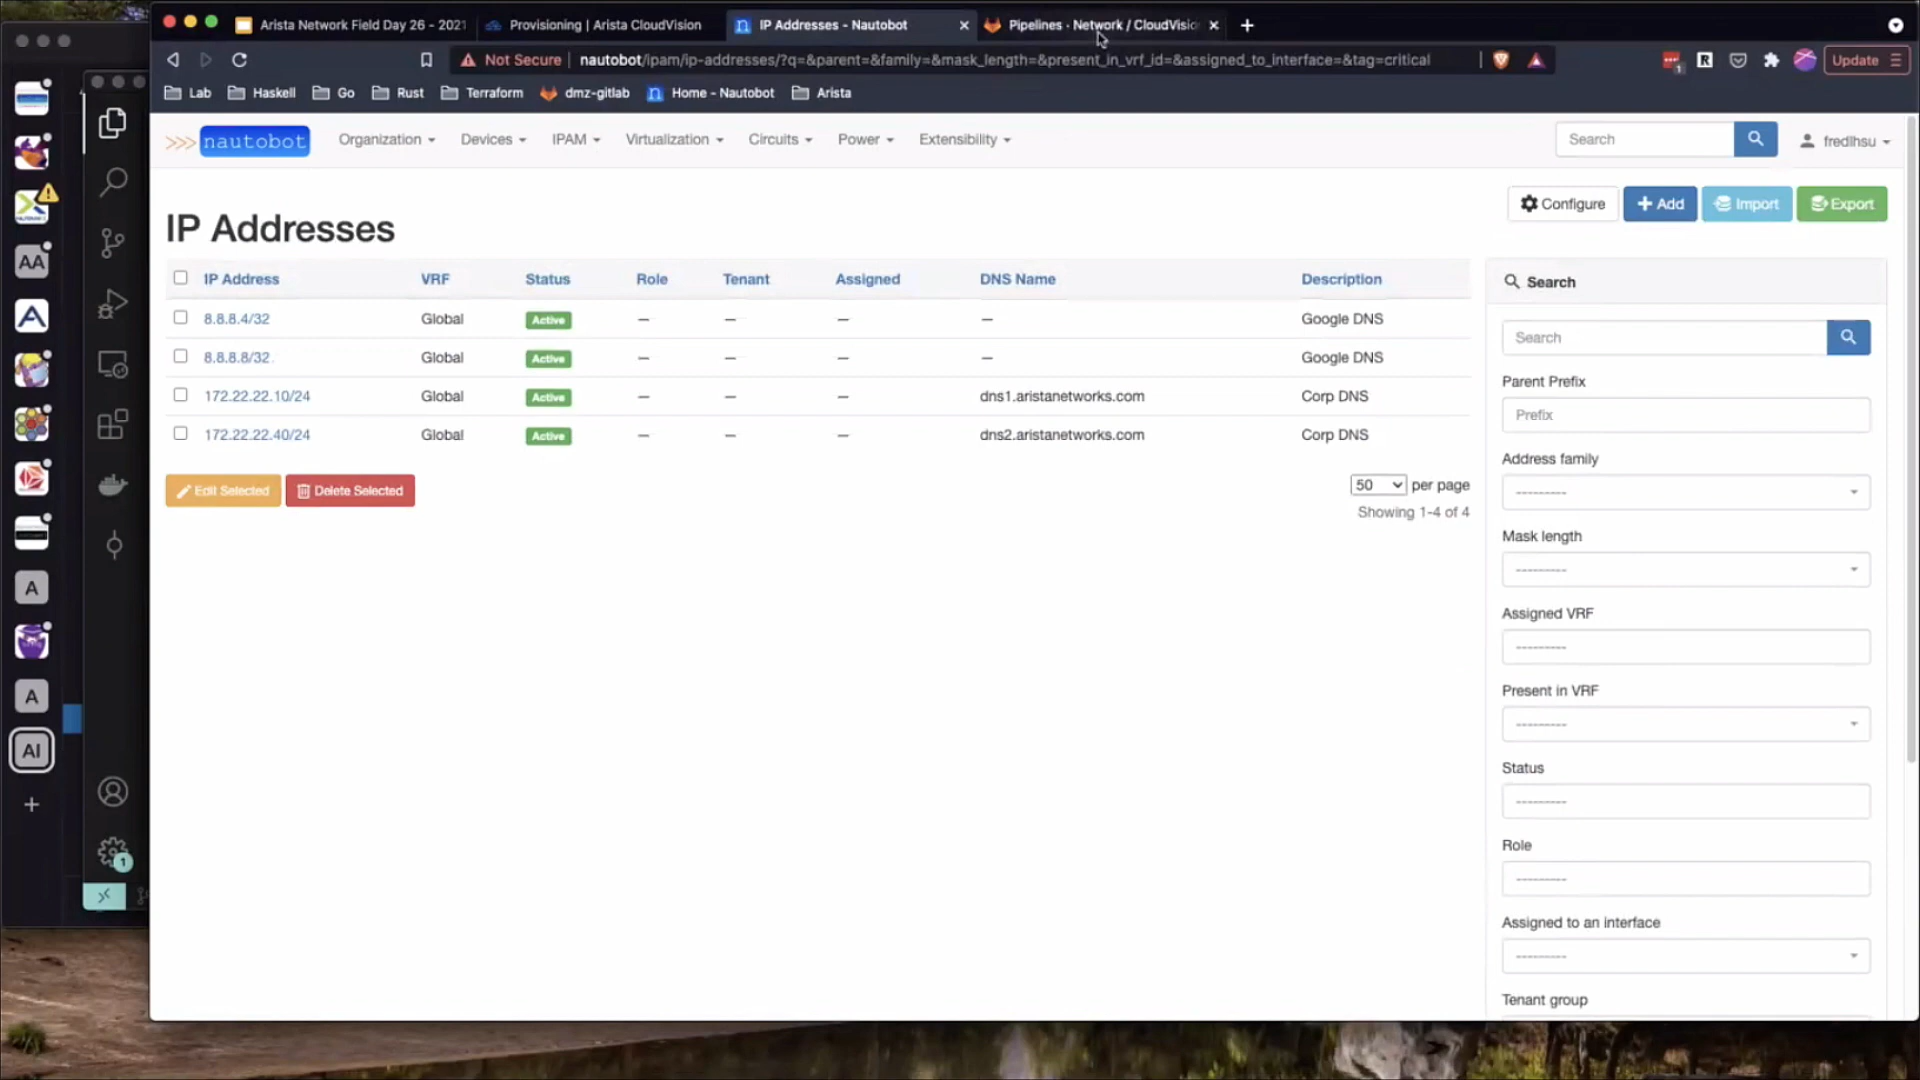 Arista Network Field Day 26 - 2021
Provisioning | Arista CloudVision
IP Addresses - Nautobot
Pipelines · Network / CloudVisio
Not Secure
nautobot/ipam/ip-addresses/?q=&parent=&family=&mask_length=&present_in_vrf_id=&assigned_to_interface=&tag=critical
Update
Lab
Haskell
Go
Rust
Terraform
dmz-gitlab
Home - Nautobot
Arista
>>> nautobot
Organization
Devices
IPAM
Virtualization
Circuits
Power
Extensibility
Search
fredlhsu
Configure
+ Add
Import
Export
IP Addresses
IP Address VRF Status Role Tenant Assigned DNS Name Description
8.8.8.4/32 Global Active — — — — Google DNS
8.8.8.8/32 Global Active — — — — Google DNS
172.22.22.10/24 Global Active — — — dns1.aristanetworks.com Corp DNS
172.22.22.40/24 Global Active — — — dns2.aristanetworks.com Corp DNS
Edit Selected
Delete Selected
50 per page
Showing 1-4 of 4
Search
Search
Parent Prefix
Prefix
Address family
---------
Mask length
---------
Assigned VRF
---------
Present in VRF
---------
Status
---------
Role
---------
Assigned to an interface
---------
Tenant group
AA
A
A
AI
+
1
1